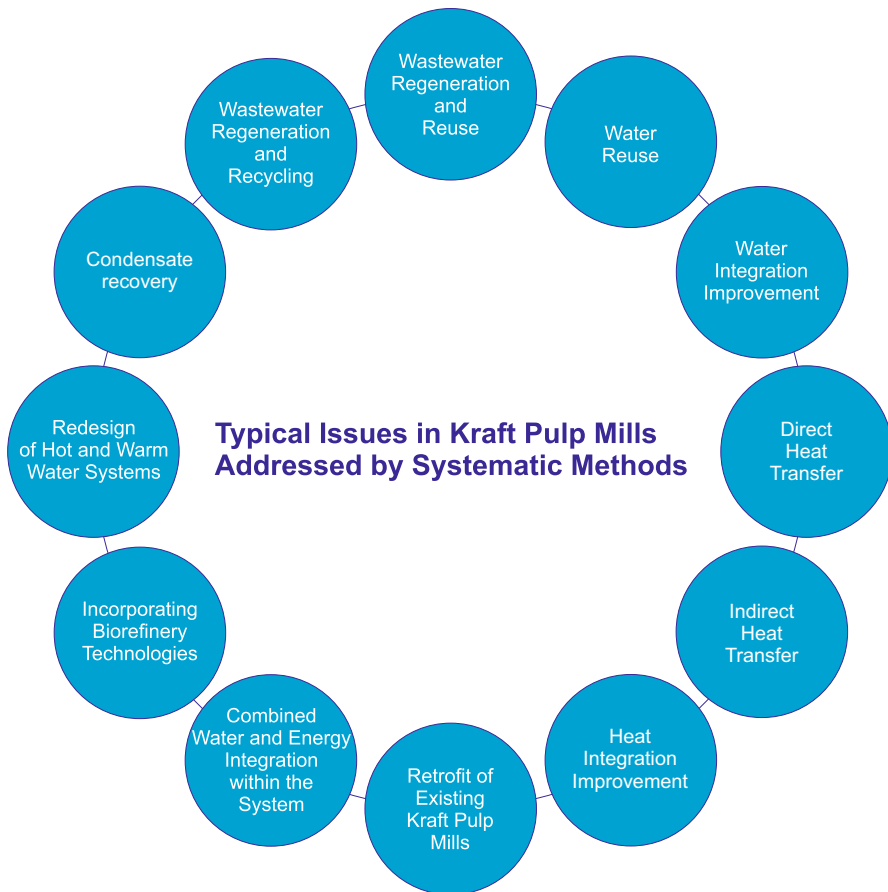 Wastewater
Regeneration
and
Reuse
Water
Reuse
Water
Integration
Improvement
Direct
Heat
Transfer
Indirect
Heat
Transfer
Heat
Integration
Improvement
Retrofit of
Existing
Kraft Pulp
Mills
Combined
Water and Energy
Integration
within the
System
Incorporating
Biorefinery
Technologies
Redesign
of Hot and Warm
Water Systems
Condensate
recovery
Wastewater
Regeneration
and
Recycling
Typical Issues in Kraft Pulp Mills
Addressed by Systematic Methods